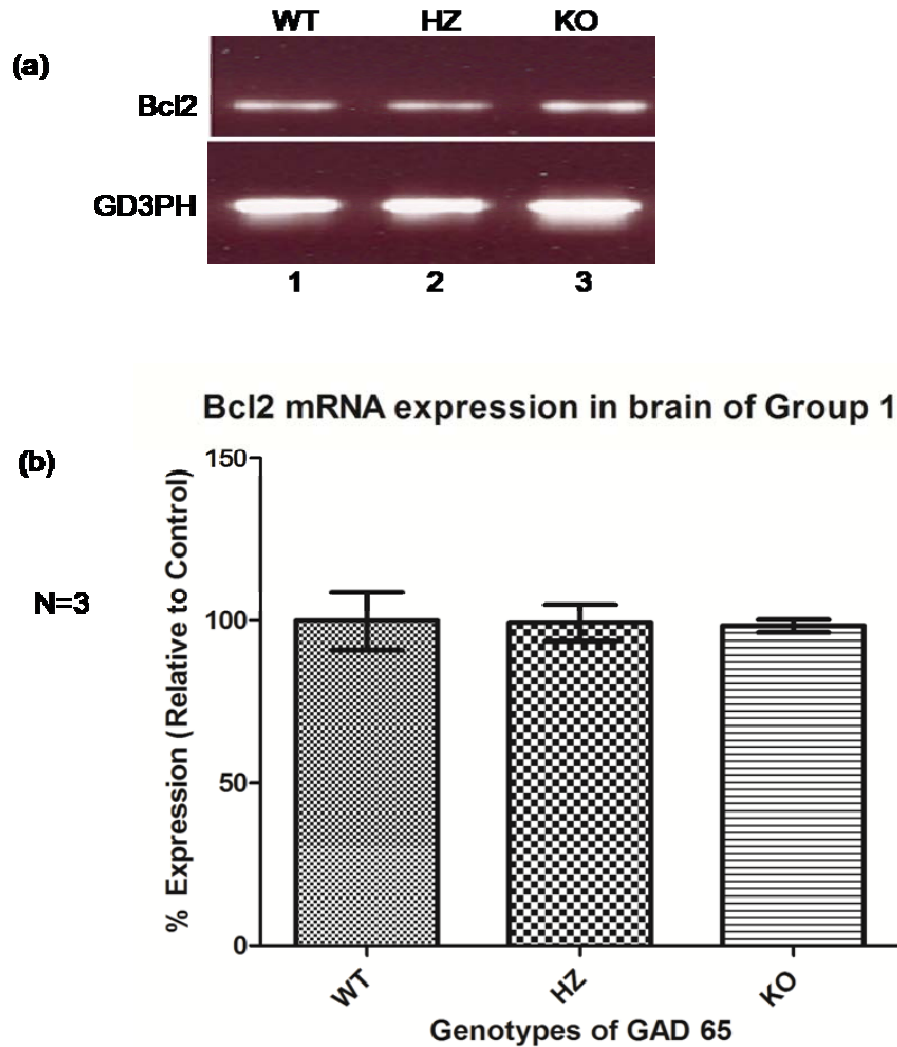 WT HZ KO
(a)
Bcl2
GD3PH
1 2 3
Bcl2 mRNA expression in brain of Group 1
(b)
N=3
% Expression (Relative to Control)
150
100
50
0
WT HZ KO
Genotypes of GAD 65